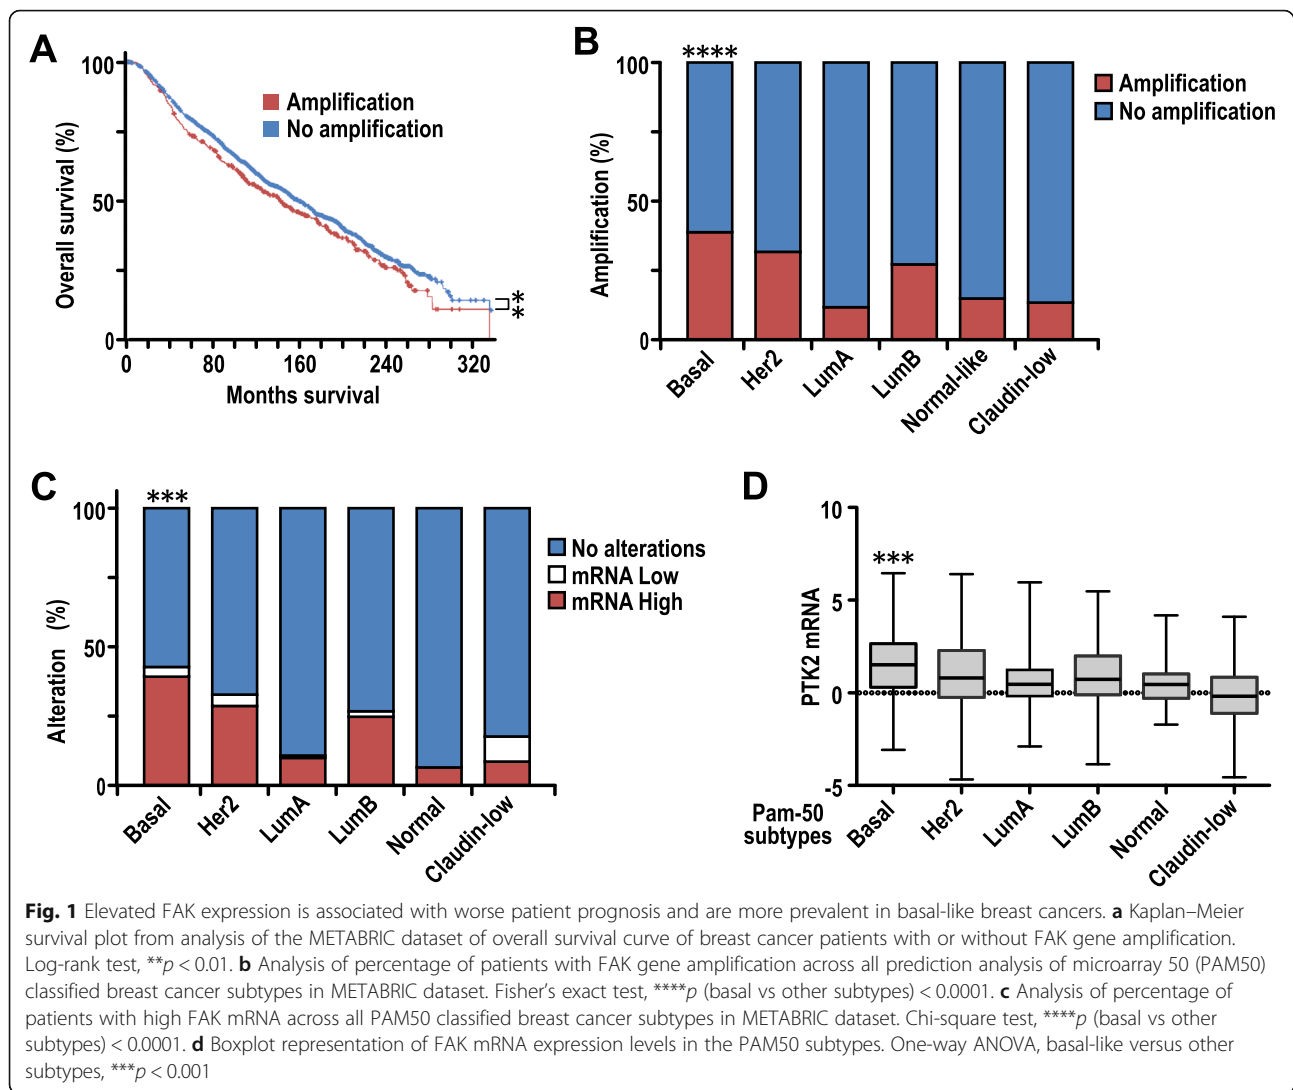 A
100
50
0
Overall survival (%)
Amplification
No amplification
**
0 80 160 240 320
Months survival
B
****
100
50
0
Amplification (%)
Amplification
No amplification
Basal
Her2
LumA
LumB
Normal-like
Claudin-low
C
***
100
50
0
Alteration (%)
No alterations
mRNA Low
mRNA High
Basal
Her2
LumA
LumB
Normal
Claudin-low
D
***
10
5
0
-5
PTK2 mRNA
Pam-50
subtypes
Basal
Her2
LumA
LumB
Normal
Claudin-low
Fig. 1 Elevated FAK expression is associated with worse patient prognosis and are more prevalent in basal-like breast cancers. a Kaplan–Meier
survival plot from analysis of the METABRIC dataset of overall survival curve of breast cancer patients with or without FAK gene amplification.
Log-rank test, **p < 0.01. b Analysis of percentage of patients with FAK gene amplification across all prediction analysis of microarray 50 (PAM50)
classified breast cancer subtypes in METABRIC dataset. Fisher's exact test, ****p (basal vs other subtypes) < 0.0001. c Analysis of percentage of
patients with high FAK mRNA across all PAM50 classified breast cancer subtypes in METABRIC dataset. Chi-square test, ****p (basal vs other
subtypes) < 0.0001. d Boxplot representation of FAK mRNA expression levels in the PAM50 subtypes. One-way ANOVA, basal-like versus other
subtypes, ***p < 0.001